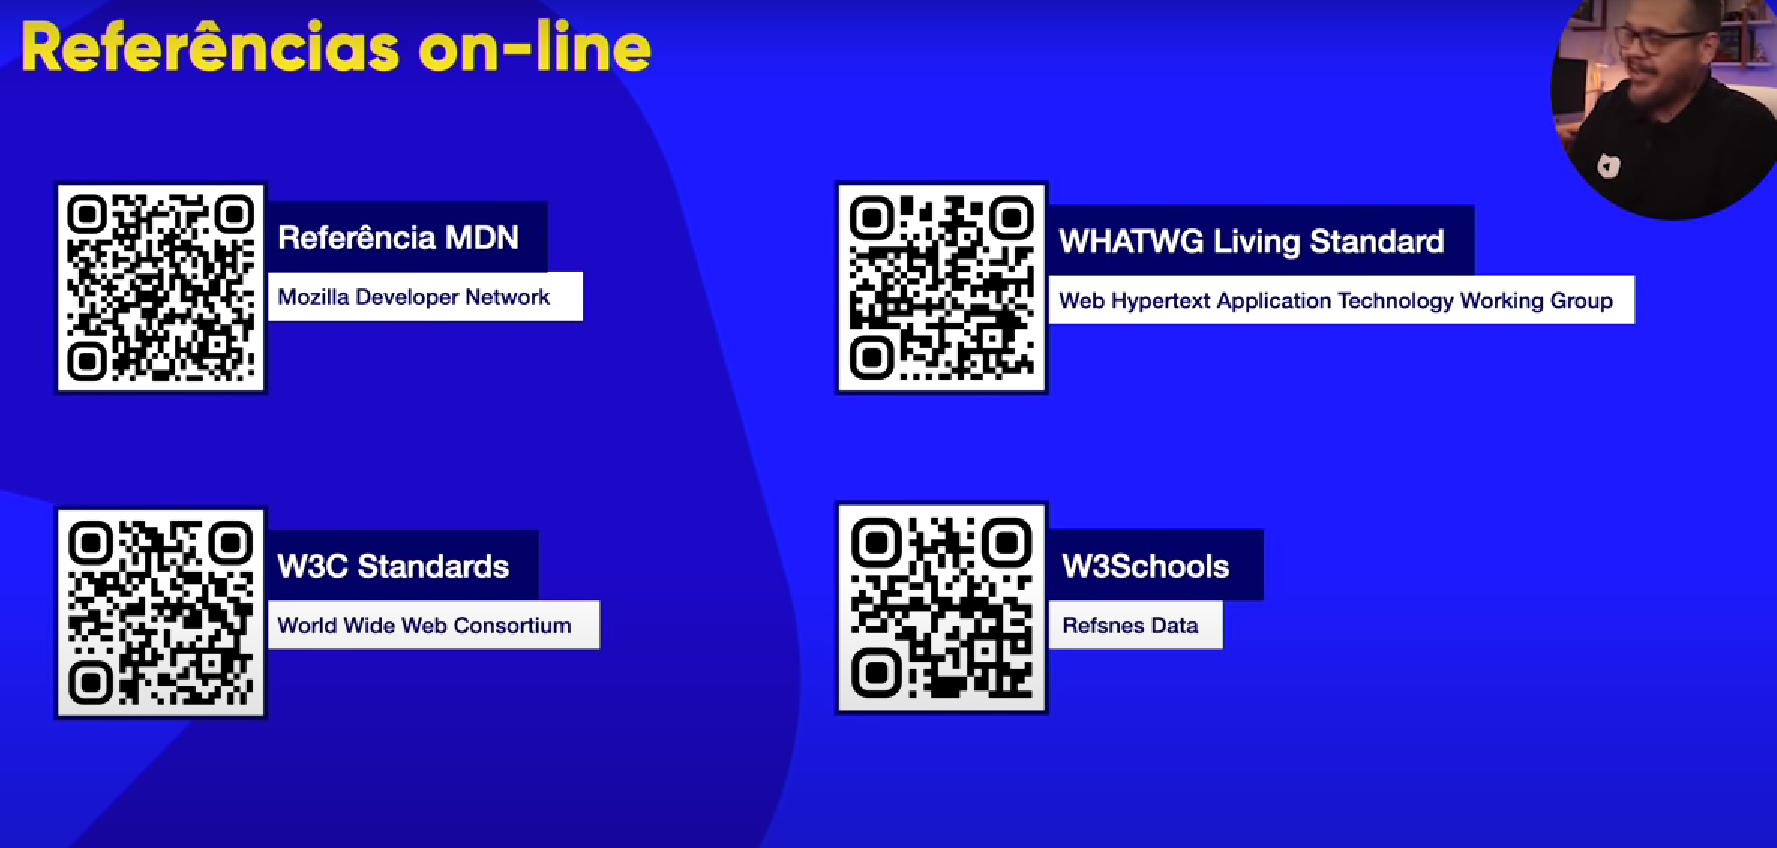 Referências on-line
Referência MDN
Mozilla Developer Network
WHATWG Living Standard
Web Hypertext Application Technology Working Group
W3C Standards
World Wide Web Consortium
W3Schools
Refsnes Data